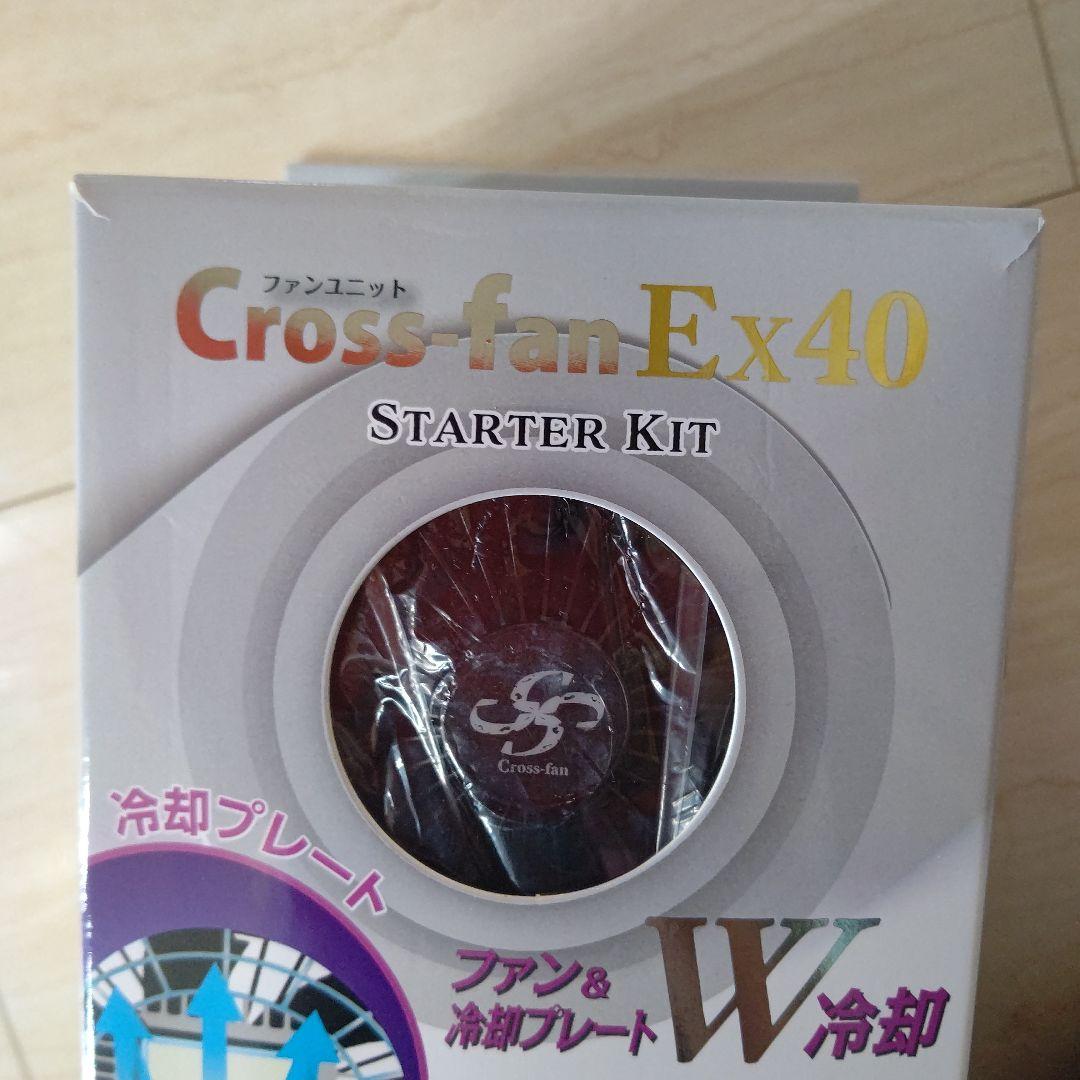 ファンユニット
Cross-fan Ex40
STARTER KIT
Cross-fan
冷却プレート
ファン&
冷却プレート
W冷却